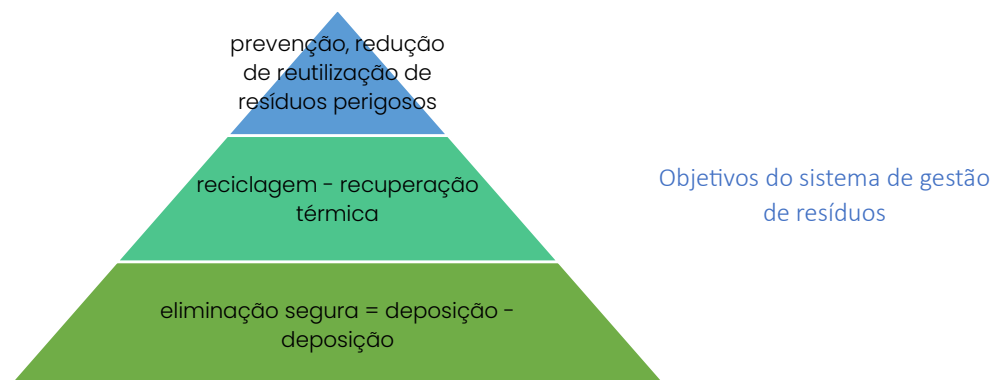 prevenção, redução
de reutilização de
resíduos perigosos
reciclagem - recuperação
térmica
Objetivos do sistema de gestão
de resíduos
eliminação segura = deposição -
deposição